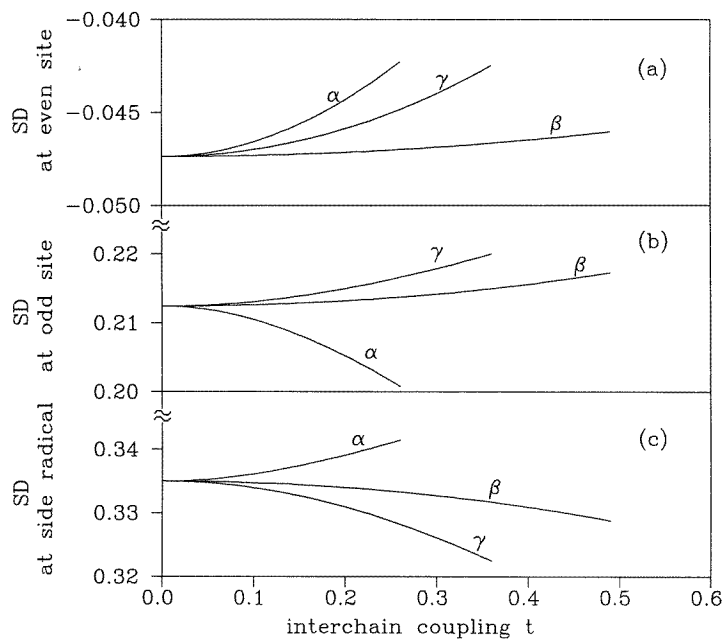 −0.040
SD
at even site
−0.045
−0.050
(a)
α
γ
β
SD
at odd site
0.22
0.21
0.20
(b)
γ
β
α
SD
at side radical
0.34
0.33
0.32
(c)
α
β
γ
0.0 0.1 0.2 0.3 0.4 0.5 0.6
interchain coupling t